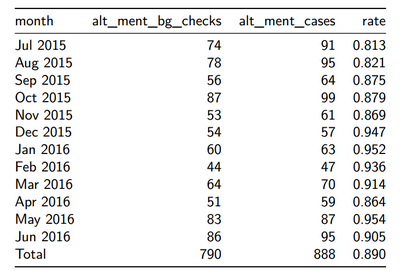 month alt_ment_bg_checks alt_ment_cases rate
Jul 2015 74 91 0.813
Aug 2015 78 95 0.821
Sep 2015 56 64 0.875
Oct 2015 87 99 0.879
Nov 2015 53 61 0.869
Dec 2015 54 57 0.947
Jan 2016 60 63 0.952
Feb 2016 44 47 0.936
Mar 2016 64 70 0.914
Apr 2016 51 59 0.864
May 2016 83 87 0.954
Jun 2016 86 95 0.905
Total 790 888 0.890